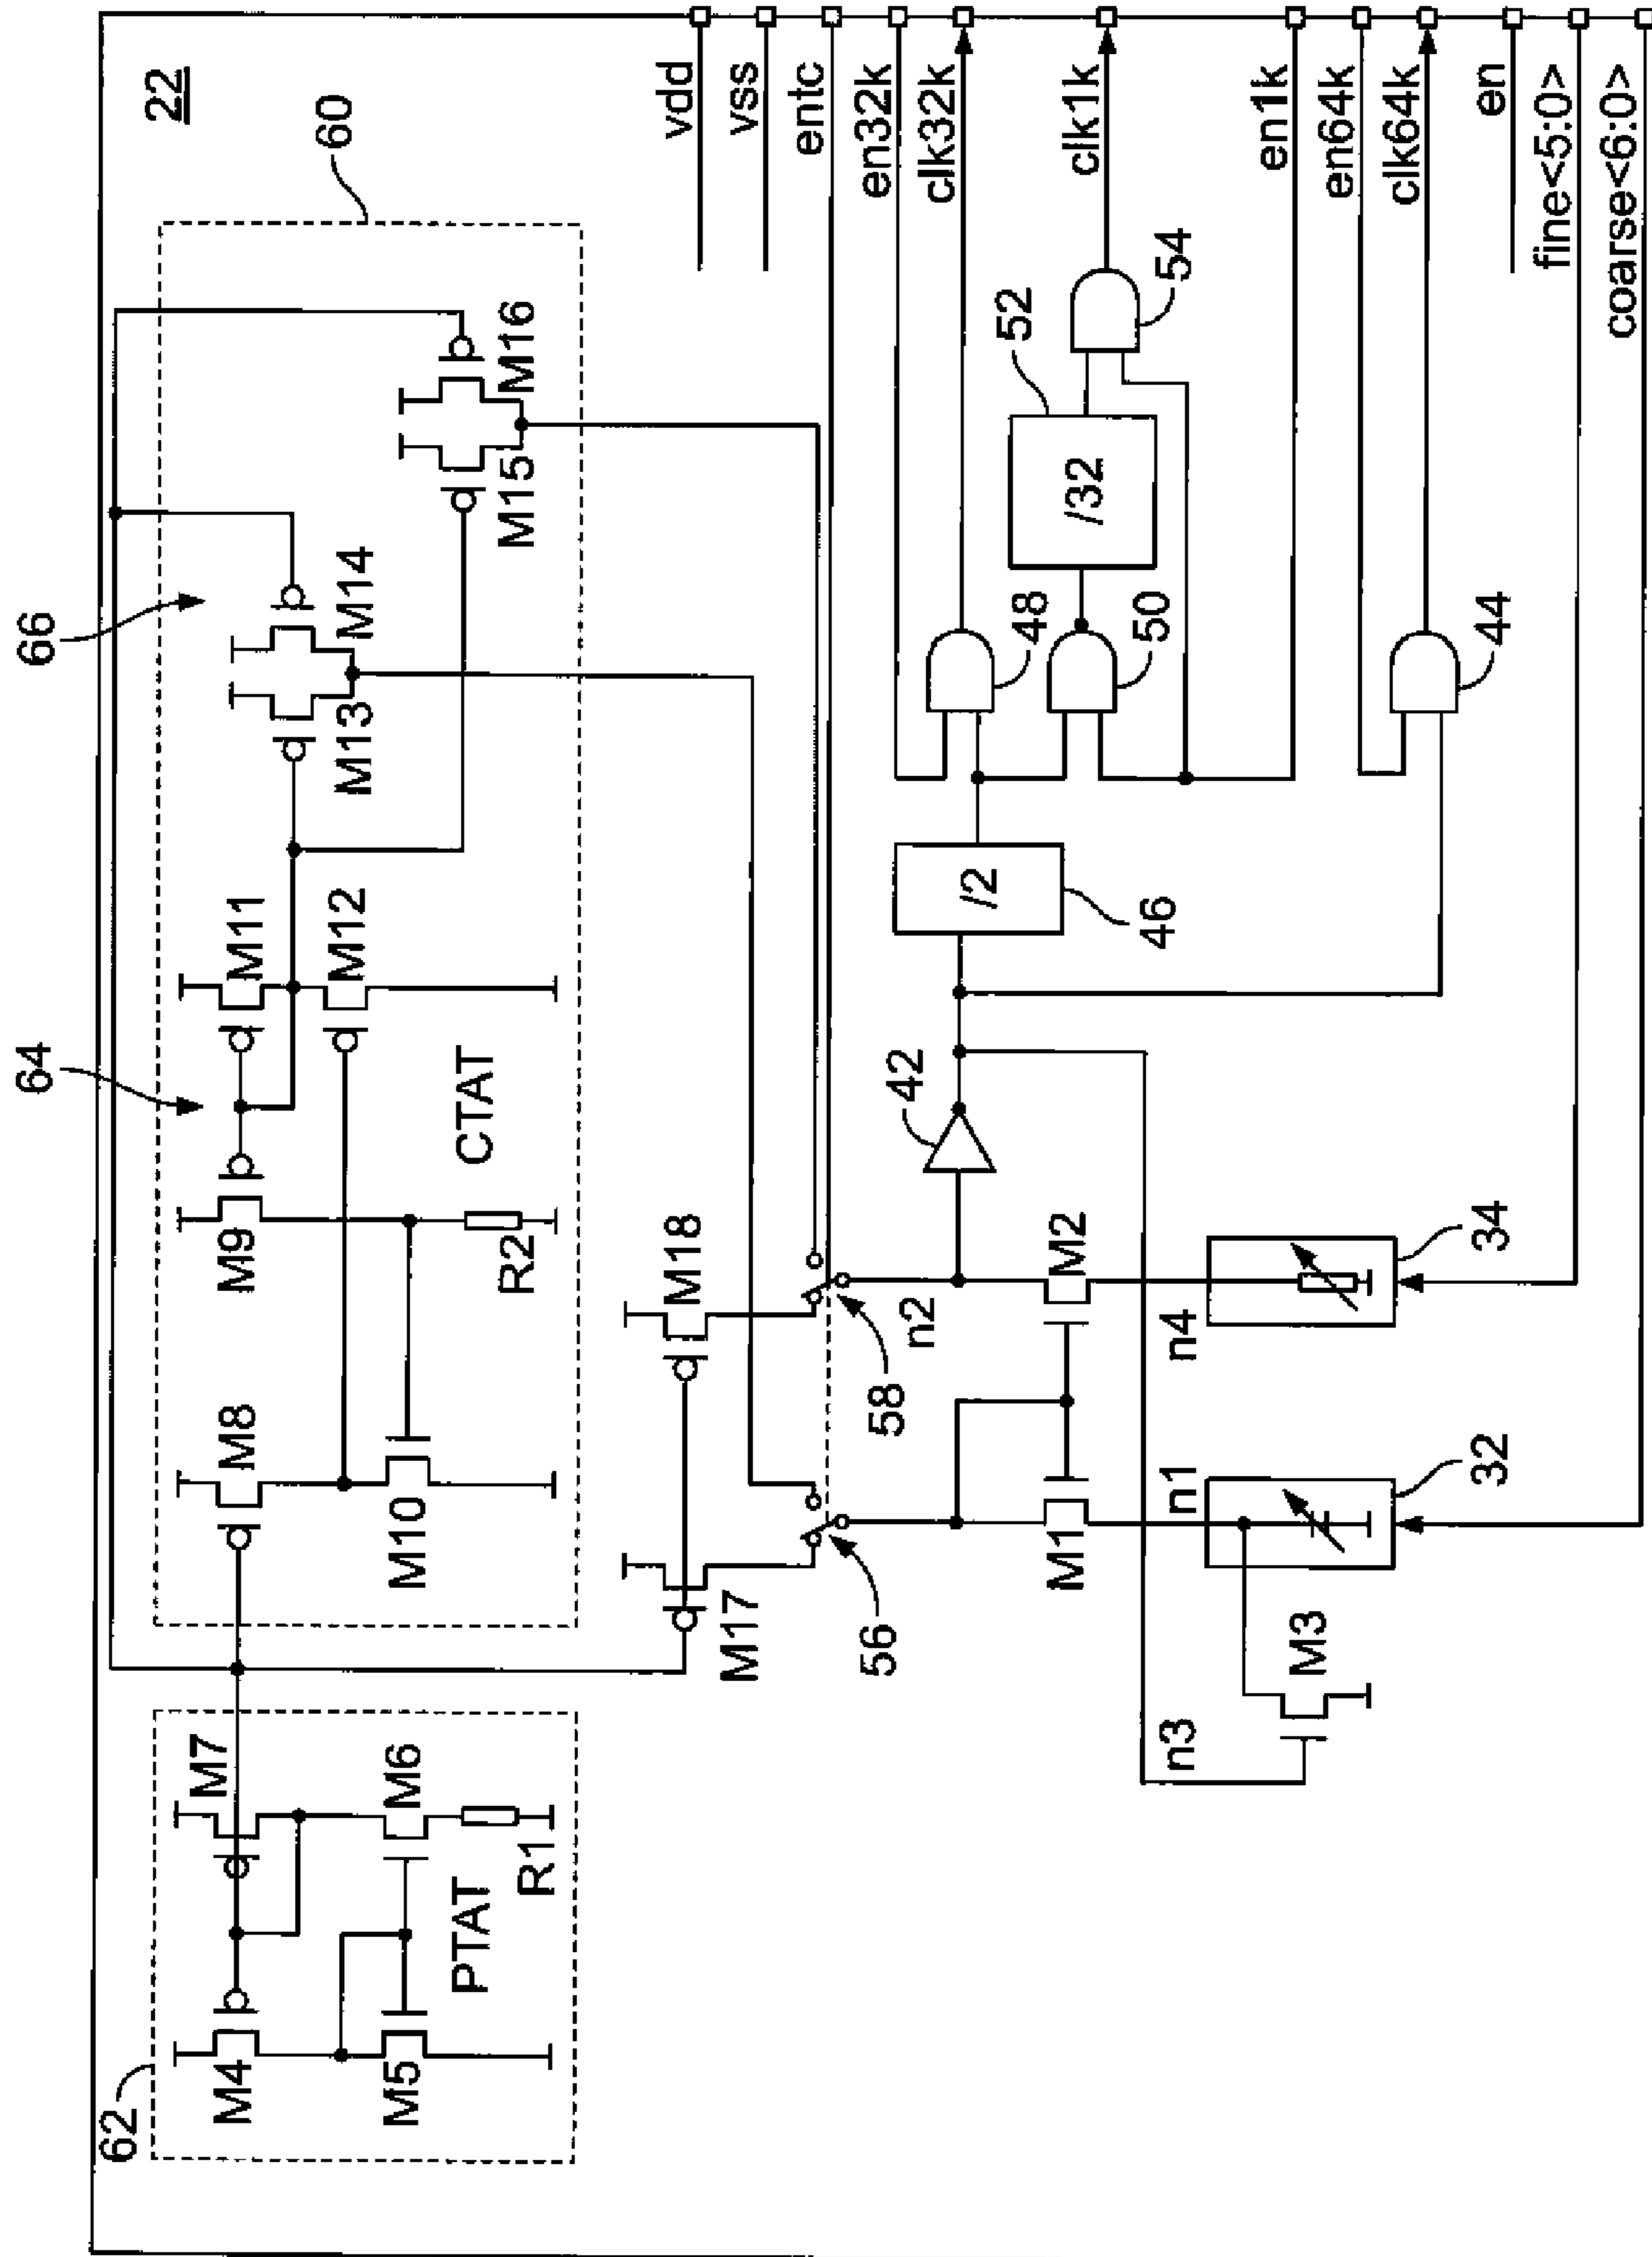 22
60
66
64
62
M4
M5
M7
M6
R1
PTAT
M8
M10
M9
R2
CTAT
M11
M12
M13
M14
M15
M16
M17
M18
56
58
n2
M1
M2
n1
n4
n3
M3
32
34
42
/2
46
48
50
/32
52
54
44
vdd
vss
entc
en32k
clk32k
clk1k
en1k
en64k
clk64k
en
fine<5:0>
coarse<6:0>